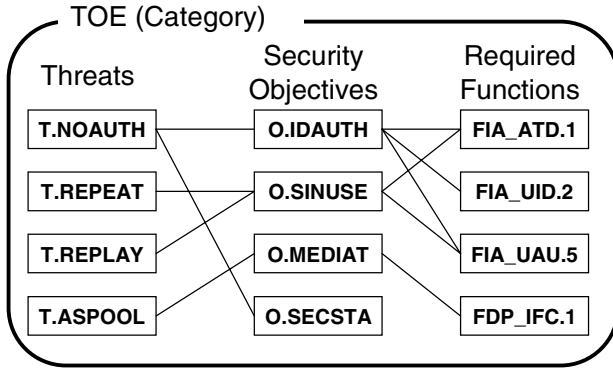 TOE (Category)
Threats
Security
Objectives
Required
Functions
T.NOAUTH
O.IDAUTH
FIA_ATD.1
T.REPEAT
O.SINUSE
FIA_UID.2
T.REPLAY
O.MEDIAT
FIA_UAU.5
T.ASPOOL
O.SECSTA
FDP_IFC.1